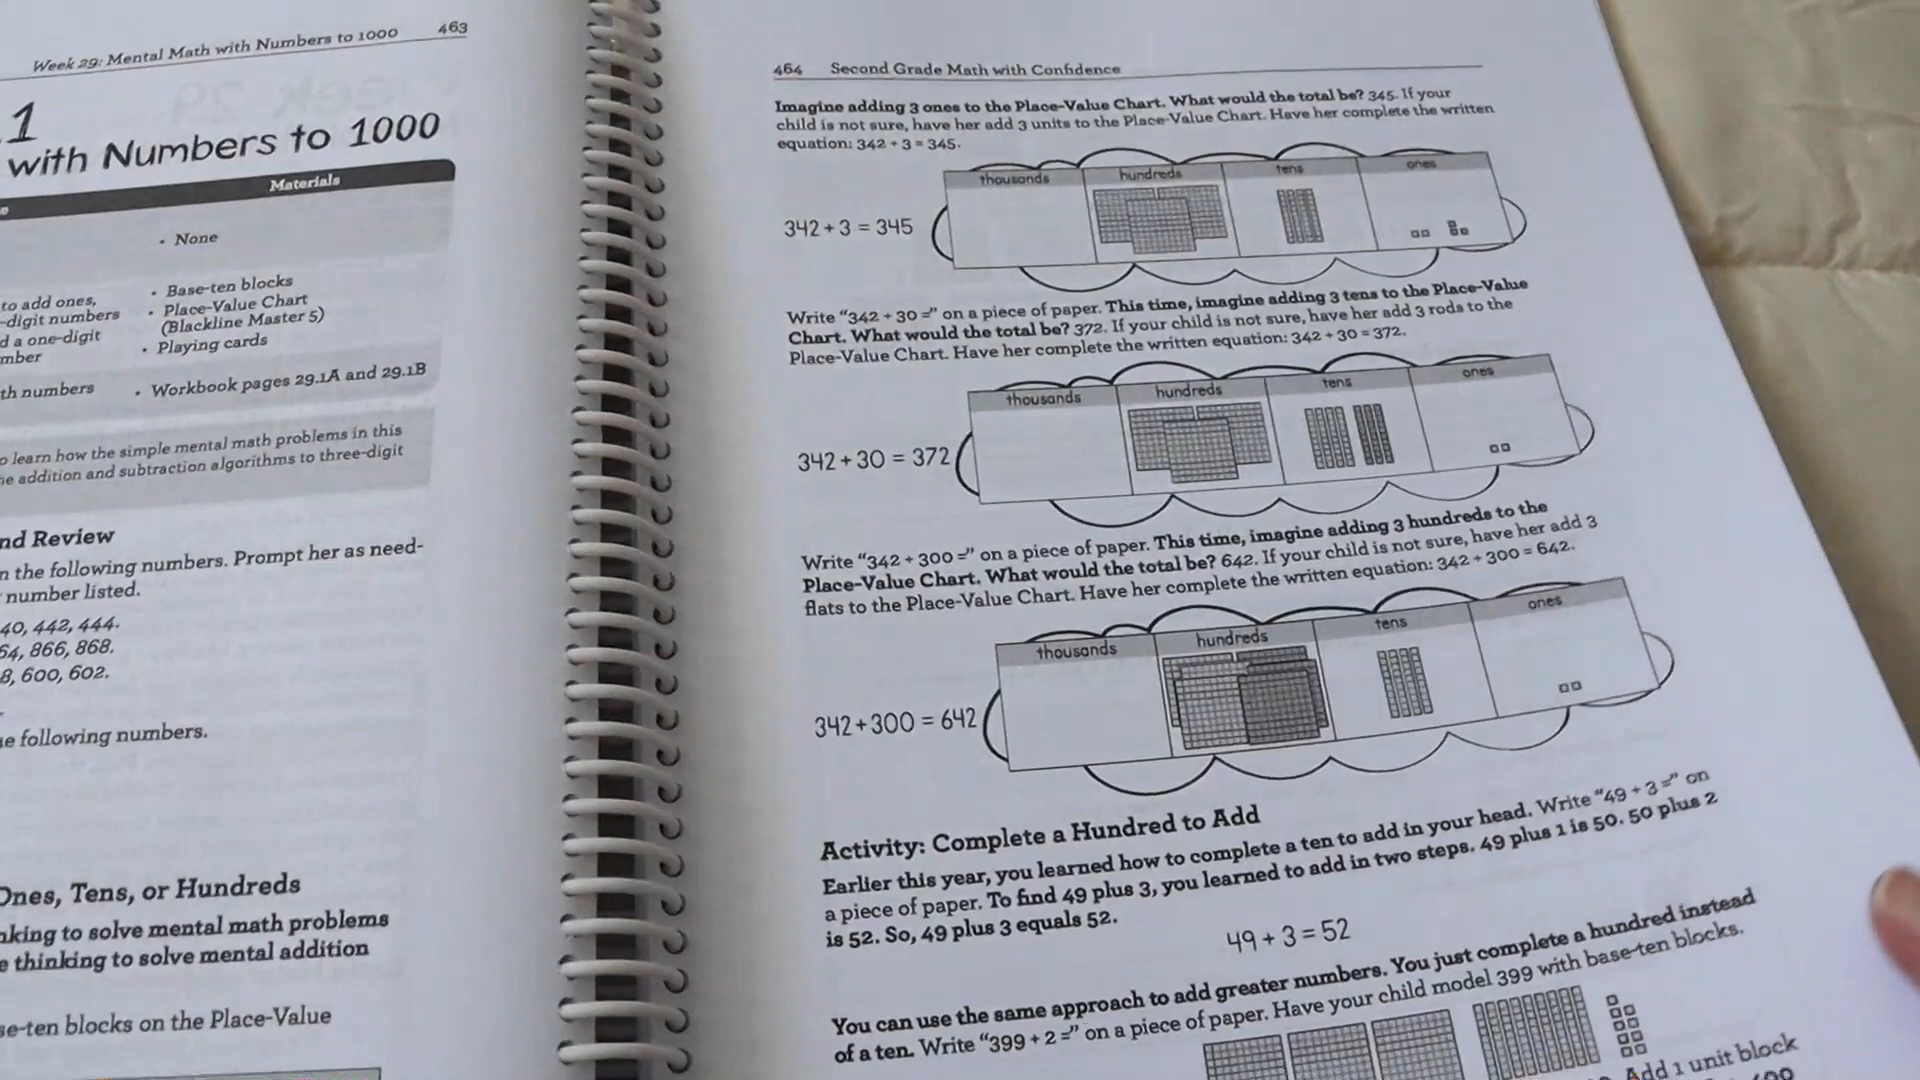 Week 29: Mental Math with Numbers to 1000 463
1
with Numbers to 1000
Materials
• None
to add ones,
-digit numbers
d a one-digit
mber
• Base-ten blocks
• Place-Value Chart
(Blackline Master 5)
• Playing cards
th numbers
• Workbook pages 29.1A and 29.1B
o learn how the simple mental math problems in this
e addition and subtraction algorithms to three-digit
nd Review
n the following numbers. Prompt her as need-
number listed.
40, 442, 444.
64, 866, 868.
8, 600, 602.
e following numbers.
Ones, Tens, or Hundreds
nking to solve mental math problems
e thinking to solve mental addition
se-ten blocks on the Place-Value
464 Second Grade Math with Confidence
Imagine adding 3 ones to the Place-Value Chart. What would the total be? 345. If your
child is not sure, have her add 3 units to the Place-Value Chart. Have her complete the written
equation: 342 + 3 = 345.
thousands hundreds tens ones
342 + 3 = 345
Write “342 + 30 =” on a piece of paper. This time, imagine adding 3 tens to the Place-Value
Chart. What would the total be? 372. If your child is not sure, have her add 3 rods to the
Place-Value Chart. Have her complete the written equation: 342 + 30 = 372.
thousands hundreds tens ones
342 + 30 = 372
Write “342 + 300 =” on a piece of paper. This time, imagine adding 3 hundreds to the
Place-Value Chart. What would the total be? 642. If your child is not sure, have her add 3
flats to the Place-Value Chart. Have her complete the written equation: 342 + 300 = 642.
thousands hundreds tens ones
342 + 300 = 642
Activity: Complete a Hundred to Add
Earlier this year, you learned how to complete a ten to add in your head. Write “49 + 3 =” on
a piece of paper. To find 49 plus 3, you learned to add in two steps. 49 plus 1 is 50. 50 plus 2
is 52. So, 49 plus 3 equals 52.
49 + 3 = 52
You can use the same approach to add greater numbers. You just complete a hundred instead
of a ten. Write “399 + 2 =” on a piece of paper. Have your child model 399 with base-ten blocks.
Add 1 unit block